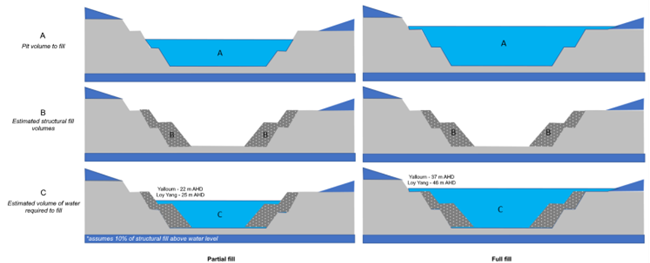 A
Pit volume to fill
A
A
B
Estimated structural fill
volumes
B
B
B
B
C
Estimated volume of water
required to fill
Yallourn - 22 m AHD
Loy Yang - 25 m AHD
C
Yallourn - 37 m AHD
Loy Yang - 45 m AHD
C
*assumes 10% of structural fill above water level
Partial fill
Full fill